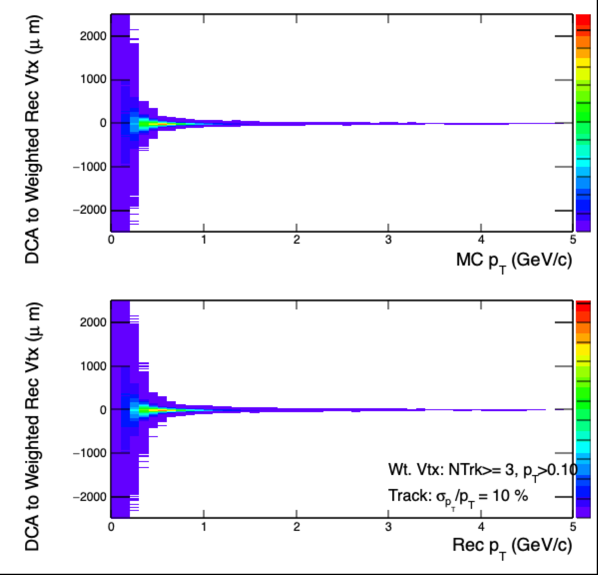 DCA to Weighted Rec Vtx (μ m)
2000
1000
0
−1000
−2000
0 1 2 3 4 5
MC p_T (GeV/c)
DCA to Weighted Rec Vtx (μ m)
2000
1000
0
−1000
−2000
Wt. Vtx: NTrk>= 3, p_T>0.10
Track: σ_{p_T}/p_T = 10 %
0 1 2 3 4 5
Rec p_T (GeV/c)